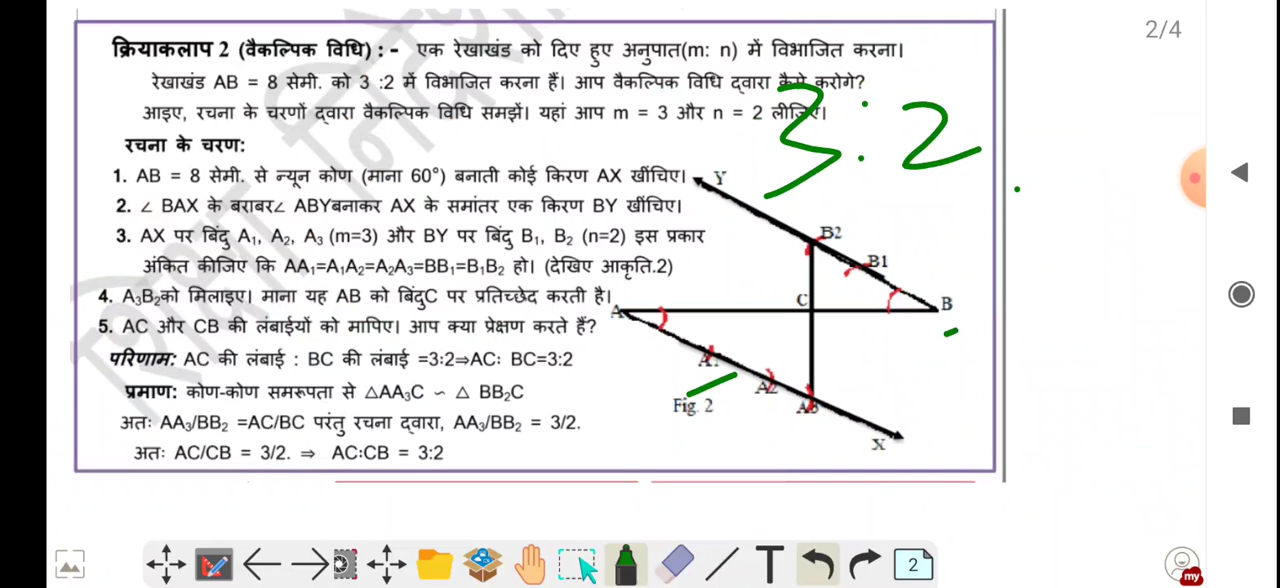 2/4
क्रियाकलाप 2 (वैकल्पिक विधि) : - एक रेखाखंड को दिए हुए अनुपात(m: n) में विभाजित करना।
रेखाखंड AB = 8 सेमी. को 3 :2 में विभाजित करना हैं। आप वैकल्पिक विधि द्वारा कैसे करोगे?
आइए, रचना के चरणों द्वारा वैकल्पिक विधि समझें। यहां आप m = 3 और n = 2 लीजिए।
3:2
रचना के चरण:
1. AB = 8 सेमी. से न्यून कोण (माना 60°) बनाती कोई किरण AX खींचिए।
2. ∠ BAX के बराबर∠ ABYबनाकर AX के समांतर एक किरण BY खींचिए।
3. AX पर बिंदु A₁, A₂, A₃ (m=3) और BY पर बिंदु B₁, B₂ (n=2) इस प्रकार
अंकित कीजिए कि AA₁=A₁A₂=A₂A₃=BB₁=B₁B₂ हो। (देखिए आकृति.2)
4. A₃B₂को मिलाइए। माना यह AB को बिंदुC पर प्रतिच्छेद करती है।
5. AC और CB की लंबाईयों को मापिए। आप क्या प्रेक्षण करते हैं?
परिणाम: AC की लंबाई : BC की लंबाई =3:2⇒AC: BC=3:2
प्रमाण: कोण-कोण समरूपता से △AA₃C ∽ △ BB₂C
अतः AA₃/BB₂ =AC/BC परंतु रचना द्वारा, AA₃/BB₂ = 3/2.
अतः AC/CB = 3/2. ⇒ AC:CB = 3:2
Y
B2
B1
C
B
A
A1
A2
X
Fig. 2
शिक्षा निदेश
2
my